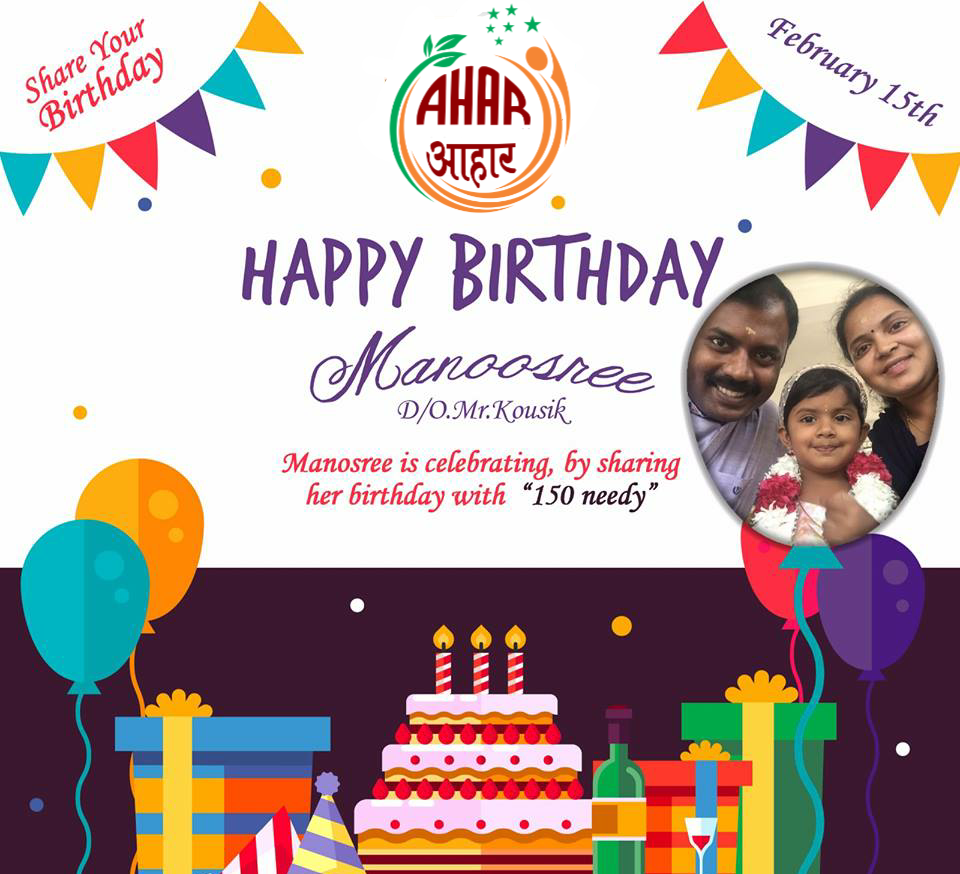 Share Your
Birthday
AHAR
आहार
February 15th
HAPPY BIRTHDAY
Manoosree
D/O.Mr.Kousik
Manosree is celebrating, by sharing
her birthday with “150 needy”